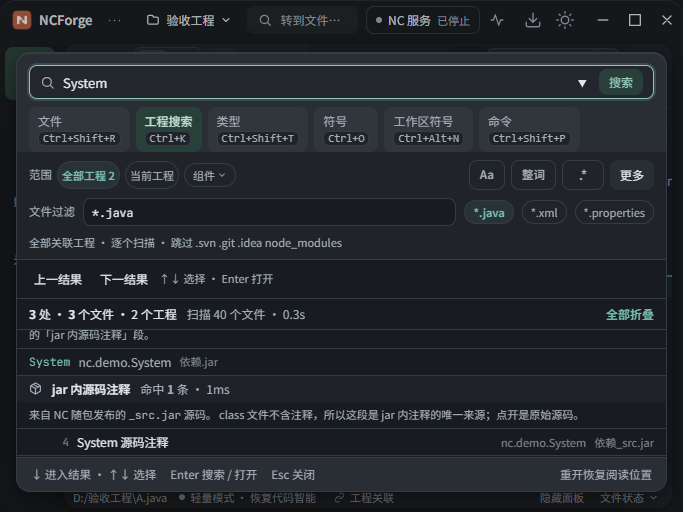 N NCForge ··· 验收工程 转到文件… NC 服务 已停止
System ▼ 搜索
文件 工程搜索 类型 符号 工作区符号 命令
Ctrl+Shift+R Ctrl+K Ctrl+Shift+T Ctrl+O Ctrl+Alt+N Ctrl+Shift+P
范围 全部工程 2 当前工程 组件 Aa 整词 .* 更多
文件过滤 *.java *.java *.xml *.properties
全部关联工程 · 逐个扫描 · 跳过 .svn .git .idea node_modules
上一结果 下一结果 ↑↓ 选择 · Enter 打开
3 处 · 3 个文件 · 2 个工程 扫描 40 个文件 · 0.3s 全部折叠
的「jar 内源码注释」段。
System nc.demo.System 依赖.jar
jar 内源码注释 命中 1 条 · 1ms
来自 NC 随包发布的 _src.jar 源码。class 文件不含注释，所以这段是 jar 内注释的唯一来源；点开是原始源码。
4 System 源码注释 nc.demo.System 依赖_src.jar
↓ 进入结果 · ↑↓ 选择 Enter 搜索 / 打开 Esc 关闭 重开恢复阅读位置
D:/验收工程\A.java 轻量模式 · 恢复代码智能 工程关联 隐藏面板 文件状态